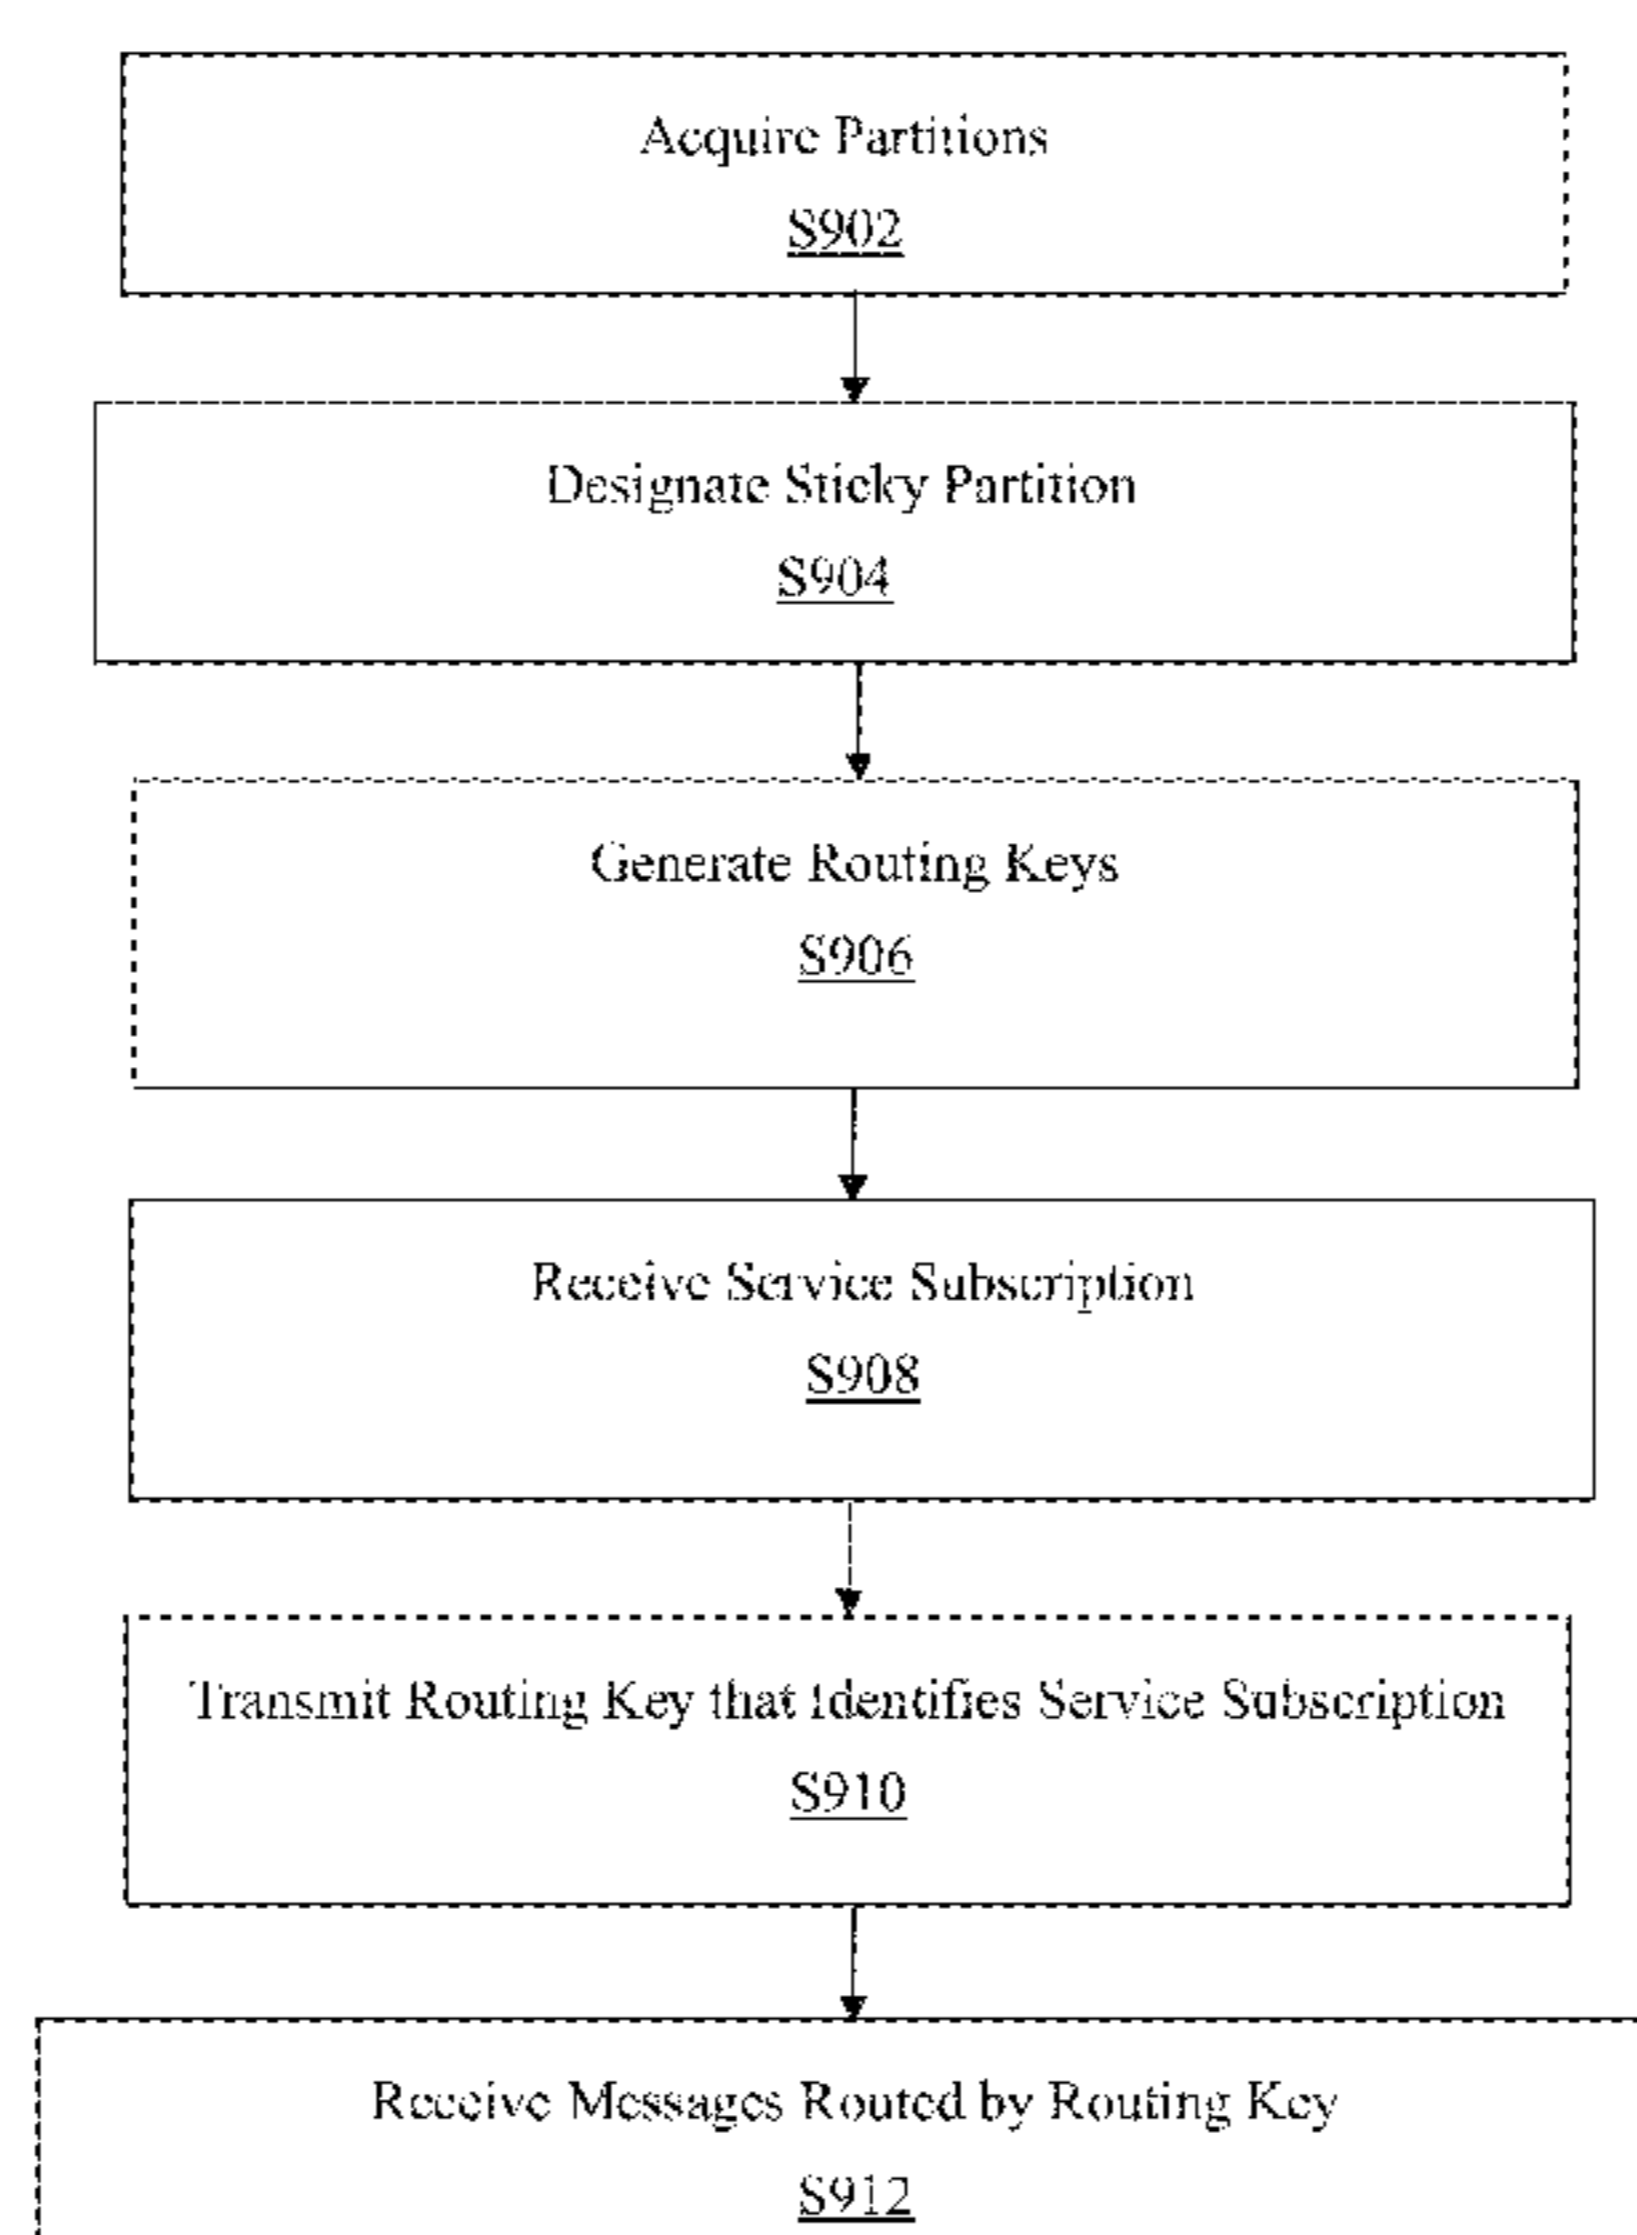 Acquire Partitions
S902
Designate Sticky Partition
S904
Generate Routing Keys
S906
Receive Service Subscription
S908
Transmit Routing Key that Identifies Service Subscription
S910
Receive Messages Routed by Routing Key
S912